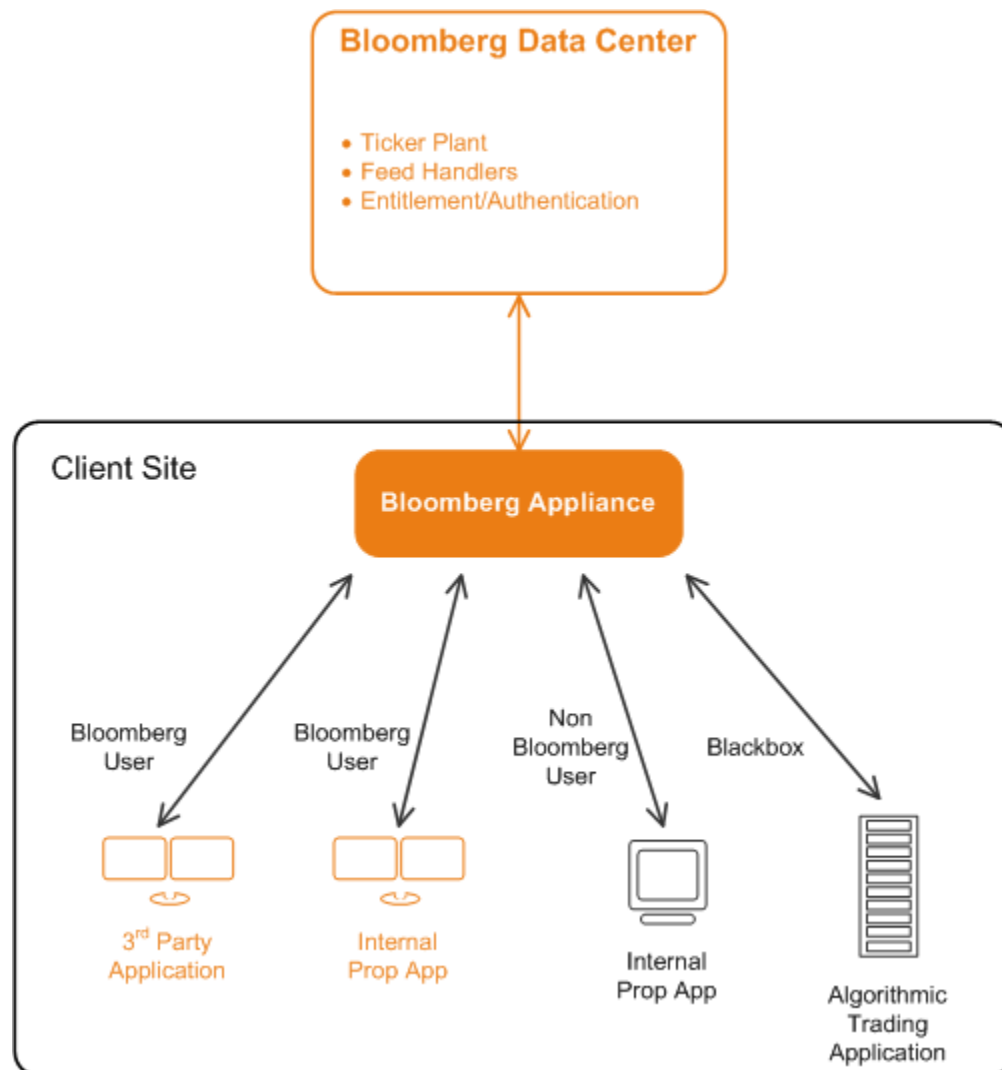 Bloomberg Data Center
• Ticker Plant
• Feed Handlers
• Entitlement/Authentication
Client Site
Bloomberg Appliance
Bloomberg
User
Bloomberg
User
Non
Bloomberg
User
Blackbox
3rd Party
Application
Internal
Prop App
Internal
Prop App
Algorithmic
Trading
Application